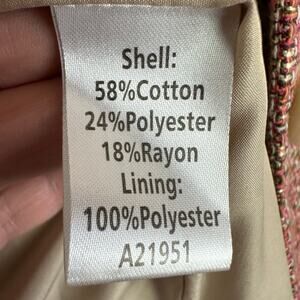 Shell:
58%Cotton
24%Polyester
18%Rayon
Lining:
100%Polyester
A21951